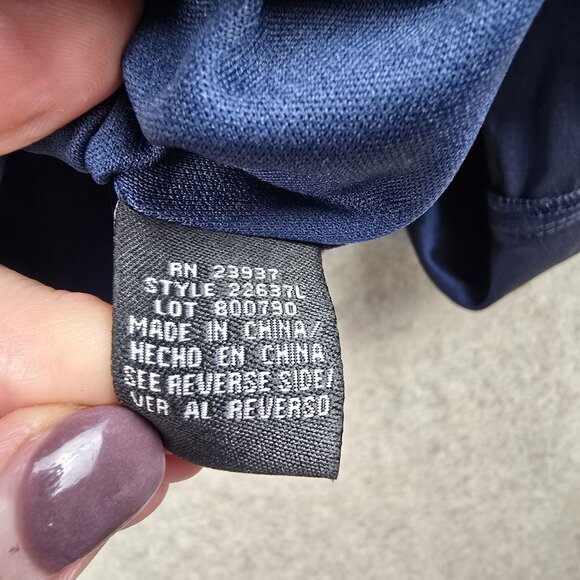 RN 23937
STYLE 22637L
LOT 800790
MADE IN CHINA/
HECHO EN CHINA
SEE REVERSE SIDE/
VER AL REVERSO